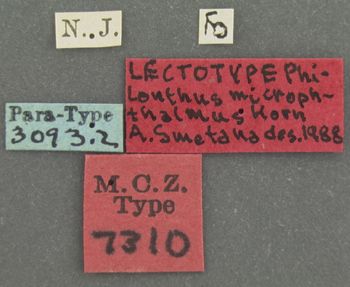 N.J.
LECTOTYPE Phi-
lonthus microph-
thalmus Horn
A. Smetana des. 1988
Para-Type
3093.2
M.C.Z.
Type
7310